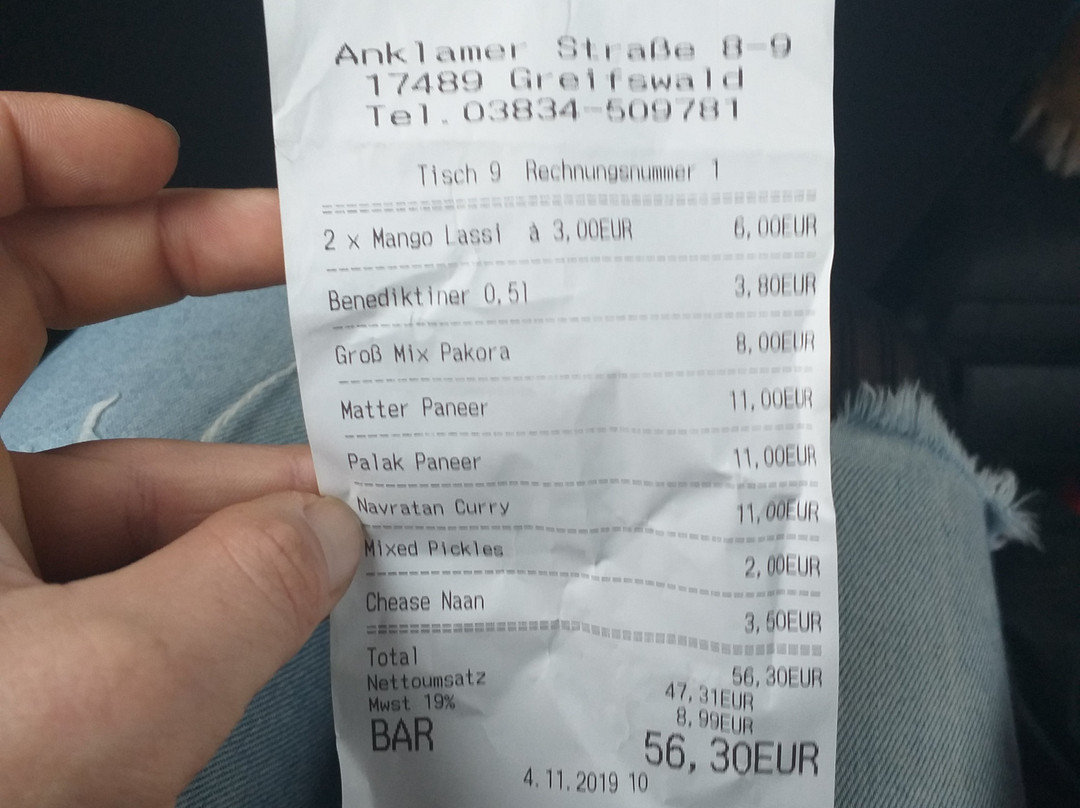 Anklamer Straße 8-9
17489 Greifswald
Tel. 03834-509781
Tisch 9 Rechnungsnummer 1
2 x Mango Lassi à 3,00EUR 6,00EUR
Benediktiner 0,5l 3,80EUR
Groß Mix Pakora 8,00EUR
Matter Paneer 11,00EUR
Palak Paneer 11,00EUR
Navratan Curry 11,00EUR
Mixed Pickles 2,00EUR
Chease Naan 3,50EUR
Total 56,30EUR
Nettoumsatz 47,31EUR
Mwst 19% 8,99EUR
BAR 56,30EUR
4.11.2019 10